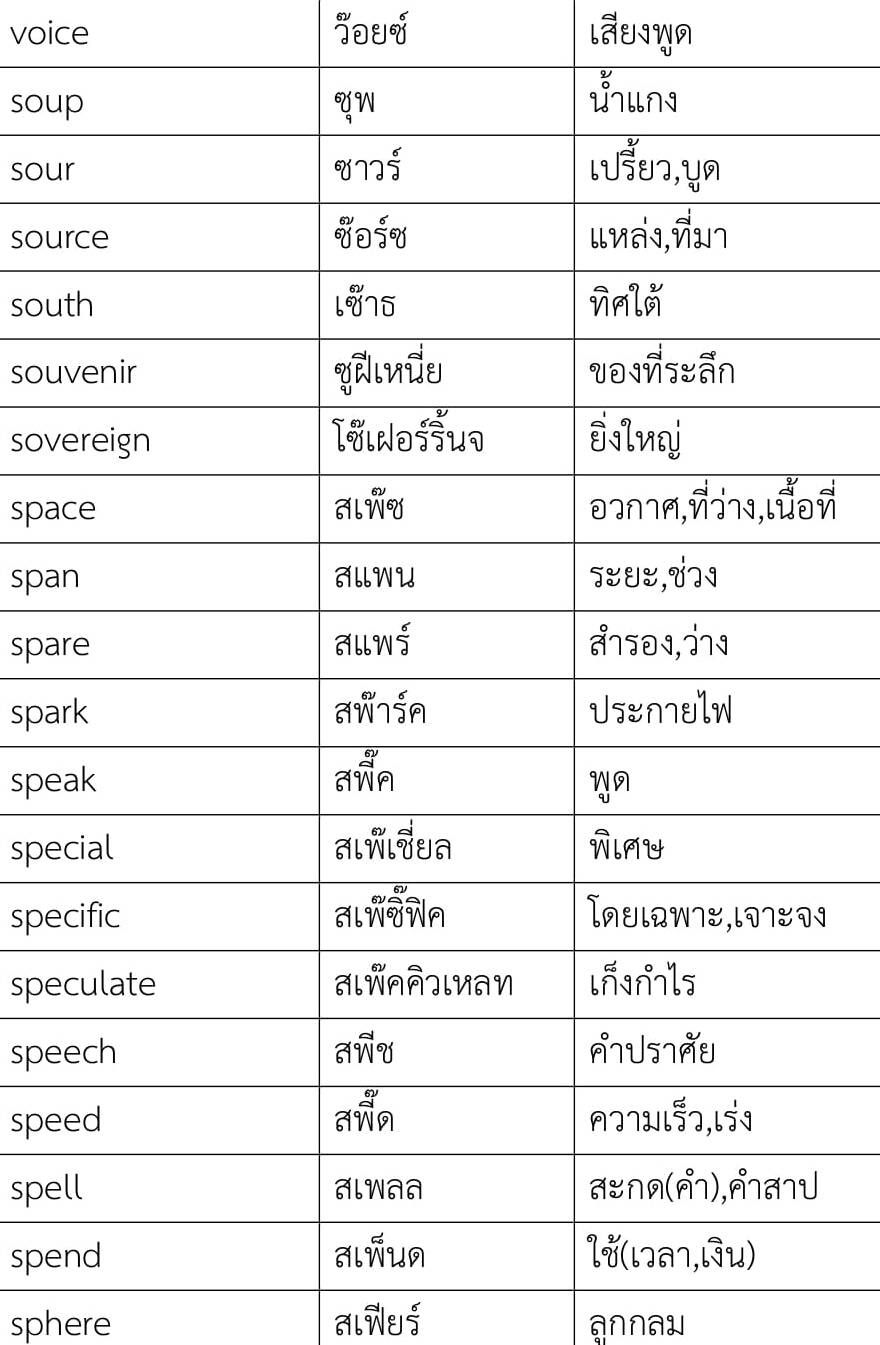 voice ว๊อยซ์ เสียงพูด
soup ซุพ น้ำแกง
sour ซาวร์ เปรี้ยว,บูด
source ซ๊อร์ซ แหล่ง,ที่มา
south เซ๊าธ ทิศใต้
souvenir ซูฝีเหนี่ย ของที่ระลึก
sovereign โซ๊เฝอร์ริ้นจ ยิ่งใหญ่
space สเพ๊ซ อวกาศ,ที่ว่าง,เนื้อที่
span สแพน ระยะ,ช่วง
spare สแพร์ สำรอง,ว่าง
spark สพ๊าร์ค ประกายไฟ
speak สพี๊ค พูด
special สเพ๊เชี่ยล พิเศษ
specific สเพ๊ซิ๊ฟิค โดยเฉพาะ,เจาะจง
speculate สเพ๊คคิวเหลท เก็งกำไร
speech สพีช คำปราศัย
speed สพี๊ด ความเร็ว,เร่ง
spell สเพลล สะกด(คำ),คำสาป
spend สเพ็นด ใช้(เวลา,เงิน)
sphere สเฟียร์ ลูกกลม